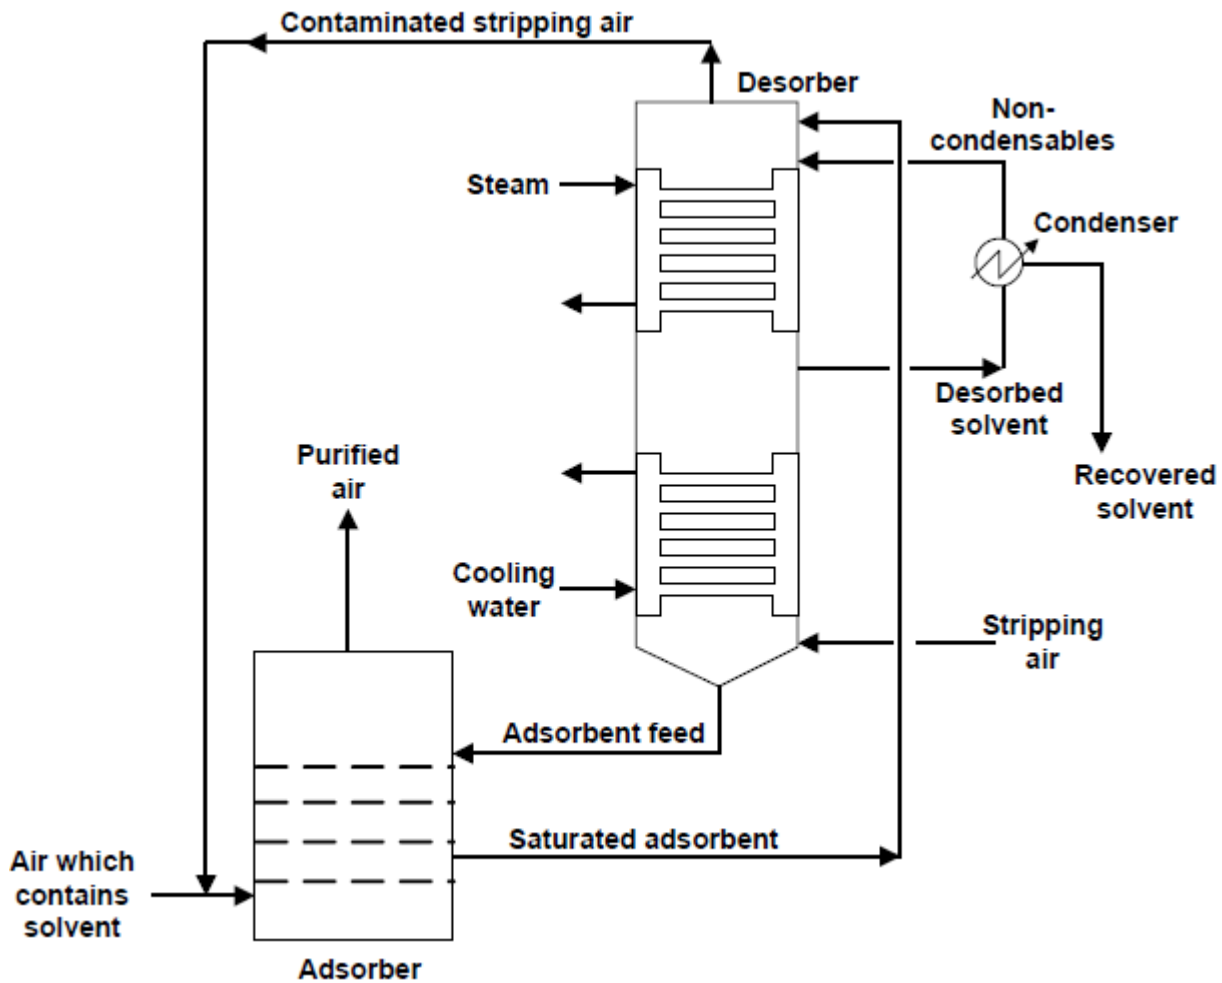 Contaminated stripping air
Desorber
Non-
condensables
Steam
Condenser
Desorbed
solvent
Purified
air
Recovered
solvent
Cooling
water
Stripping
air
Adsorbent feed
Saturated adsorbent
Air which
contains
solvent
Adsorber